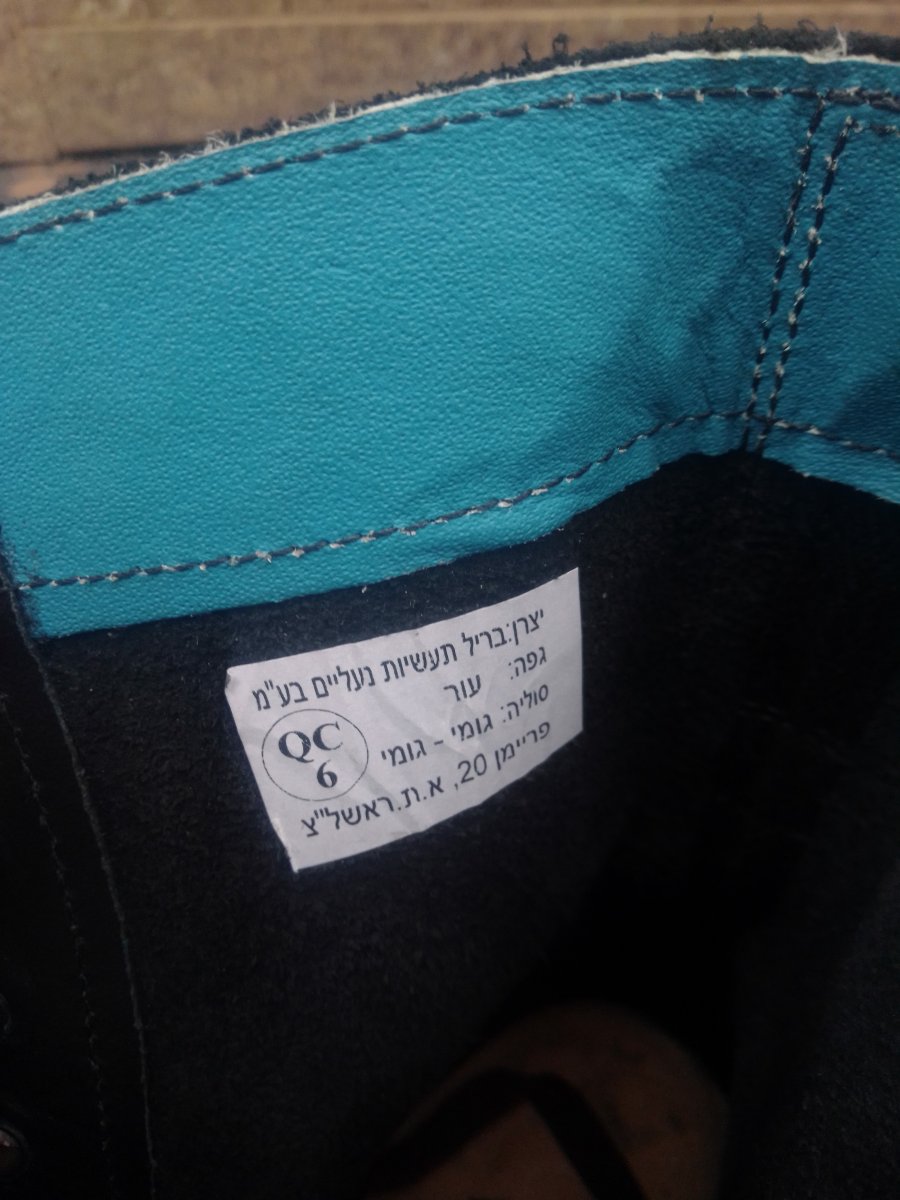 יצרן:בריל תעשיות נעליים בע"מ
גפה: עור
סוליה: גומי - גומי
פריימן 20, א.ת.ראשל"צ
QC
6